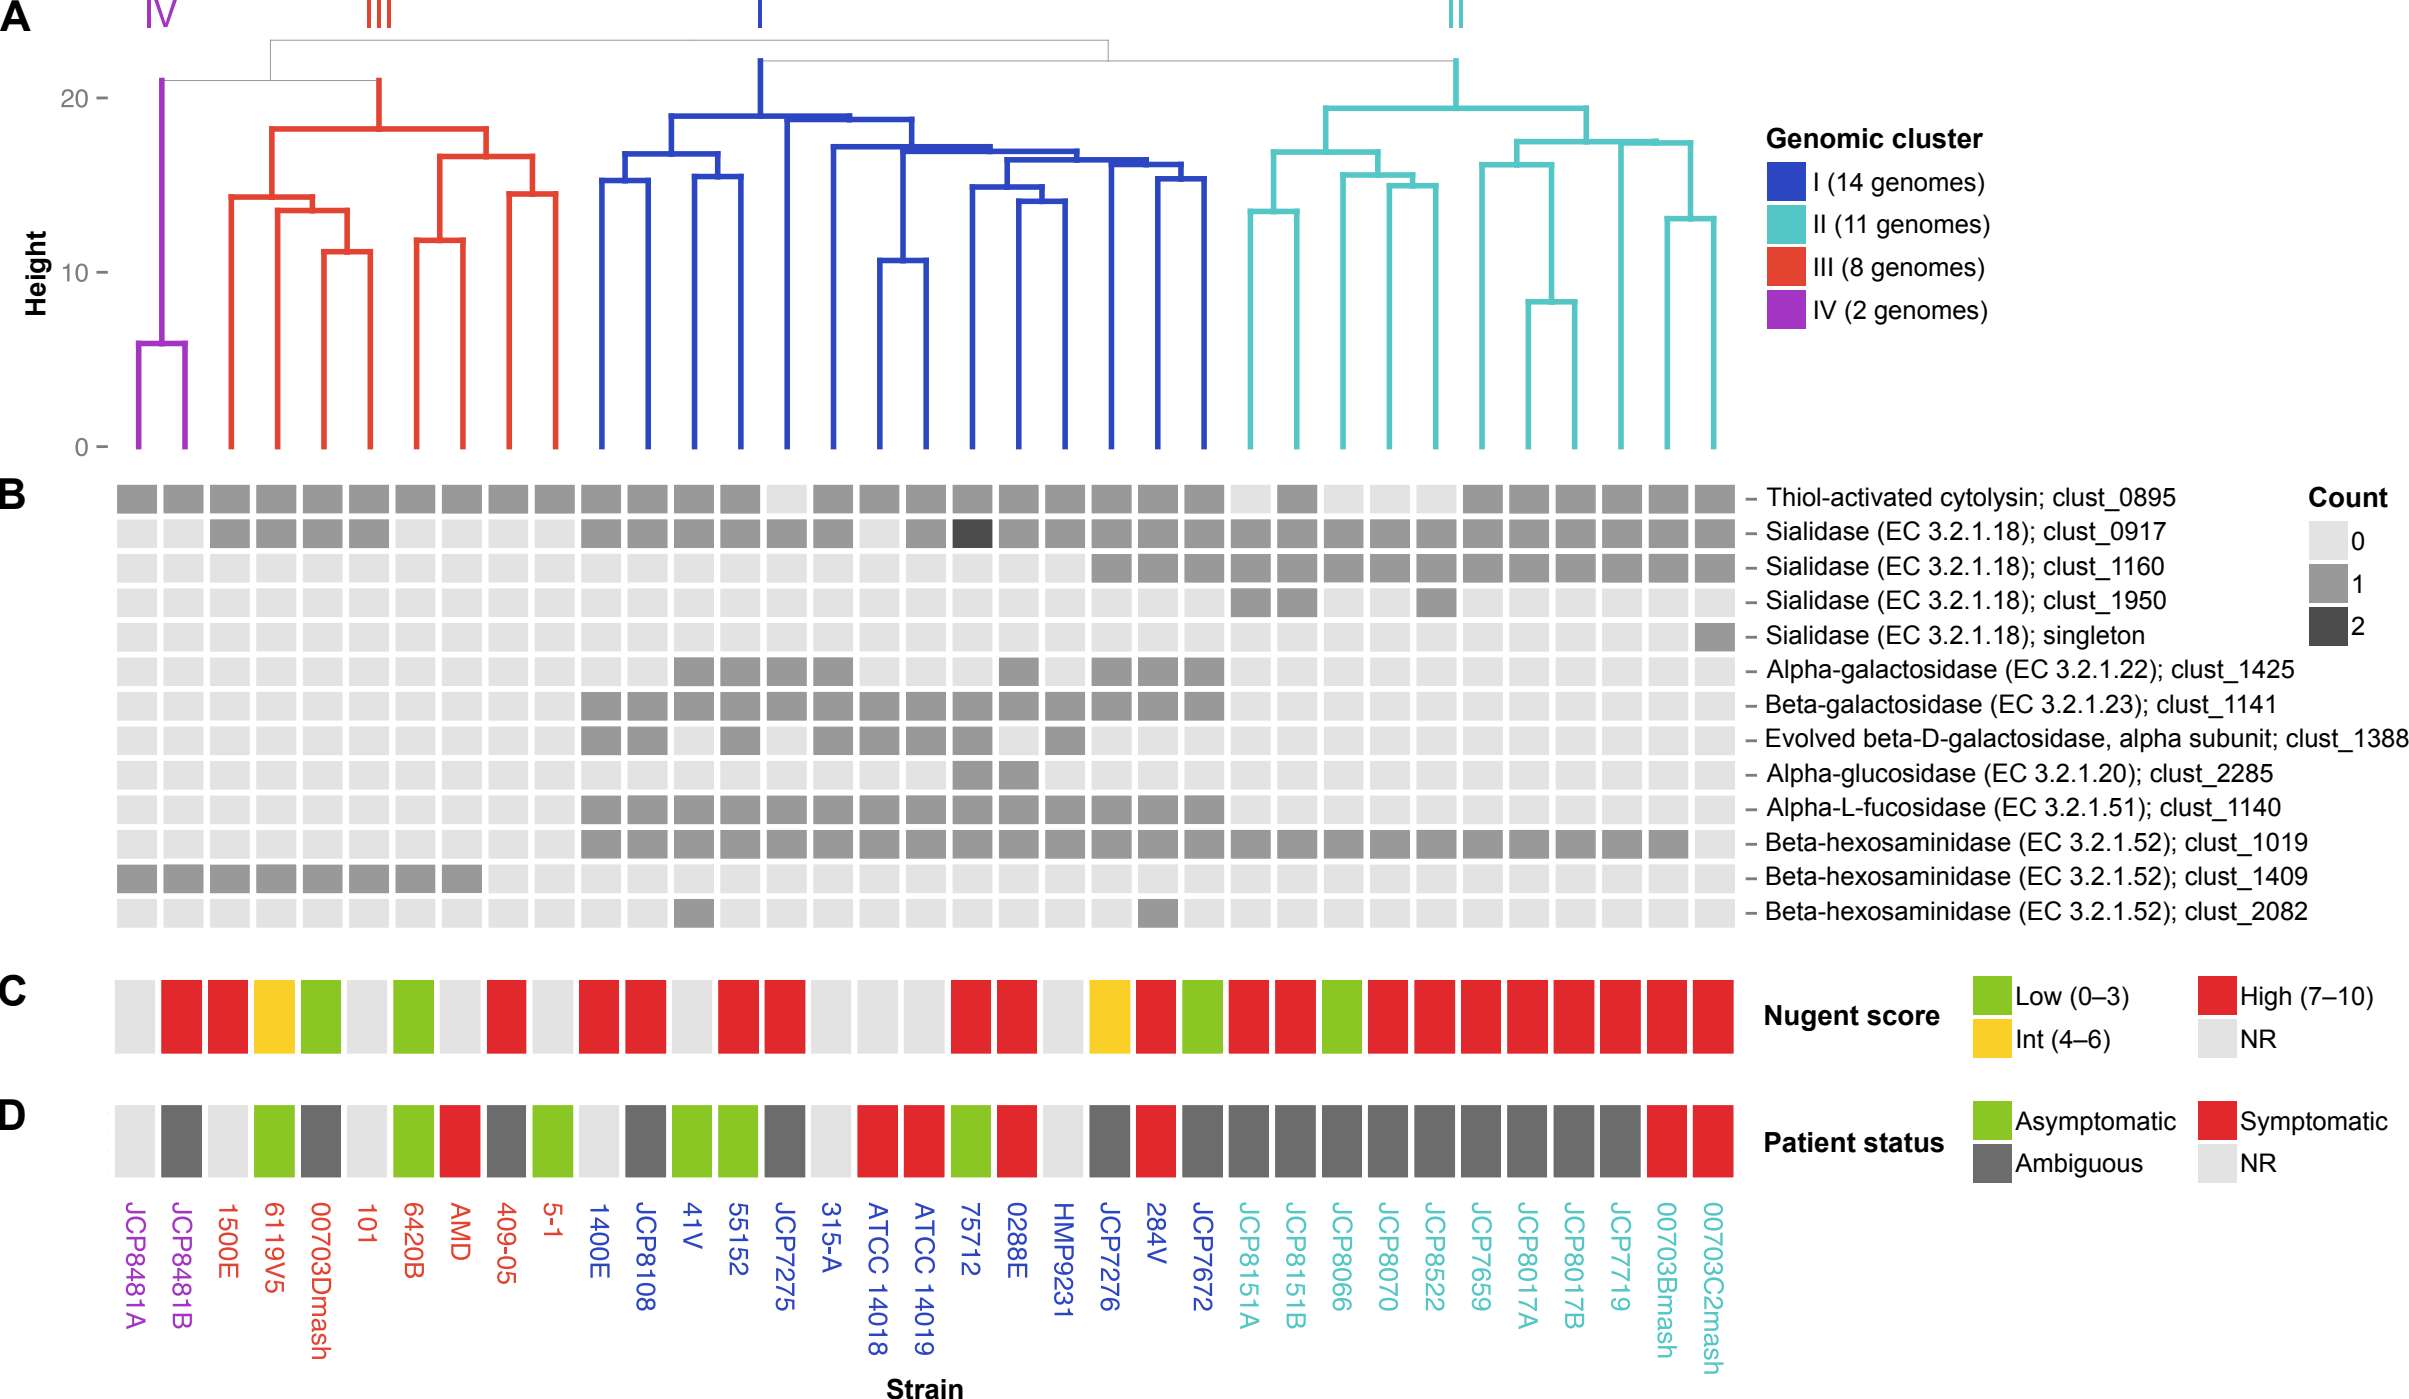 A
IV
III
I
II
20
10
0
Height
Genomic cluster
I (14 genomes)
II (11 genomes)
III (8 genomes)
IV (2 genomes)
B
Thiol-activated cytolysin; clust_0895
Sialidase (EC 3.2.1.18); clust_0917
Sialidase (EC 3.2.1.18); clust_1160
Sialidase (EC 3.2.1.18); clust_1950
Sialidase (EC 3.2.1.18); singleton
Alpha-galactosidase (EC 3.2.1.22); clust_1425
Beta-galactosidase (EC 3.2.1.23); clust_1141
Evolved beta-D-galactosidase, alpha subunit; clust_1388
Alpha-glucosidase (EC 3.2.1.20); clust_2285
Alpha-L-fucosidase (EC 3.2.1.51); clust_1140
Beta-hexosaminidase (EC 3.2.1.52); clust_1019
Beta-hexosaminidase (EC 3.2.1.52); clust_1409
Beta-hexosaminidase (EC 3.2.1.52); clust_2082
Count
0
1
2
C
Nugent score
Low (0–3)
High (7–10)
Int (4–6)
NR
D
Patient status
Asymptomatic
Symptomatic
Ambiguous
NR
JCP8481A
JCP8481B
1500E
6119V5
00703Dmash
101
6420B
AMD
409-05
5-1
1400E
JCP8108
41V
55152
JCP7275
315-A
ATCC 14018
ATCC 14019
75712
0288E
HMP9231
JCP7276
284V
JCP7672
JCP8151A
JCP8151B
JCP8066
JCP8070
JCP8522
JCP7659
JCP8017A
JCP8017B
JCP7719
00703Bmash
00703C2mash
Strain